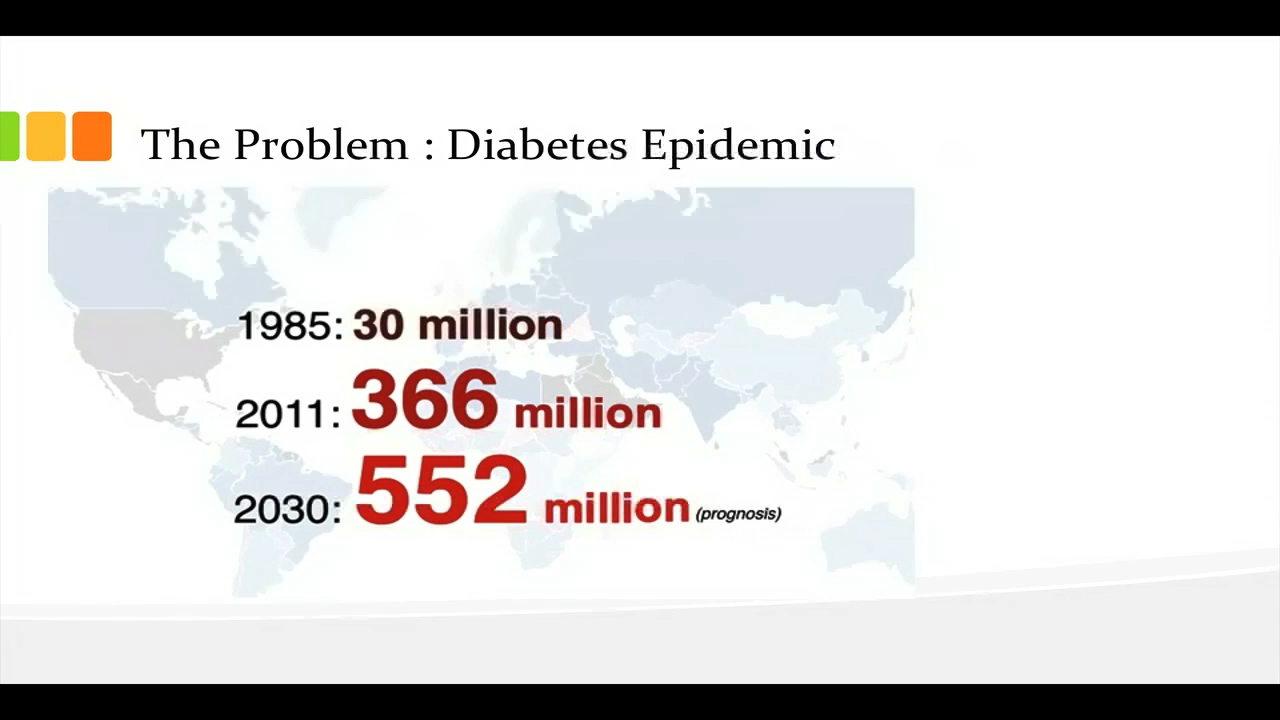 The Problem : Diabetes Epidemic
1985: 30 million
2011: 366 million
2030: 552 million (prognosis)